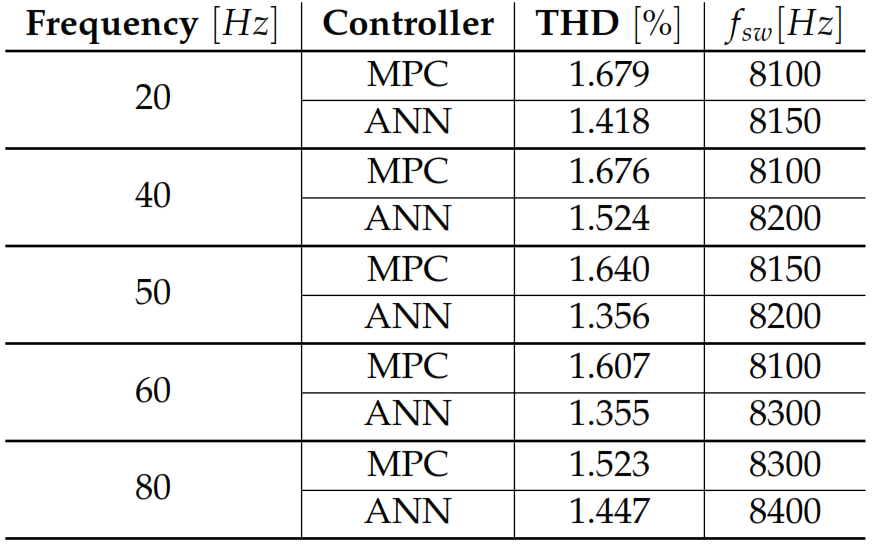 Frequency [Hz] Controller THD [%] fsw[Hz]
20 MPC 1.679 8100
ANN 1.418 8150
40 MPC 1.676 8100
ANN 1.524 8200
50 MPC 1.640 8150
ANN 1.356 8200
60 MPC 1.607 8100
ANN 1.355 8300
80 MPC 1.523 8300
ANN 1.447 8400